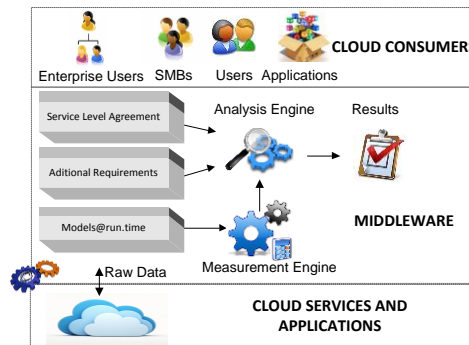 CLOUD CONSUMER
Enterprise Users SMBs Users Applications
Service Level Agreement
Analysis Engine
Results
Aditional Requirements
Models@run.time
MIDDLEWARE
Measurement Engine
Raw Data
CLOUD SERVICES AND
APPLICATIONS